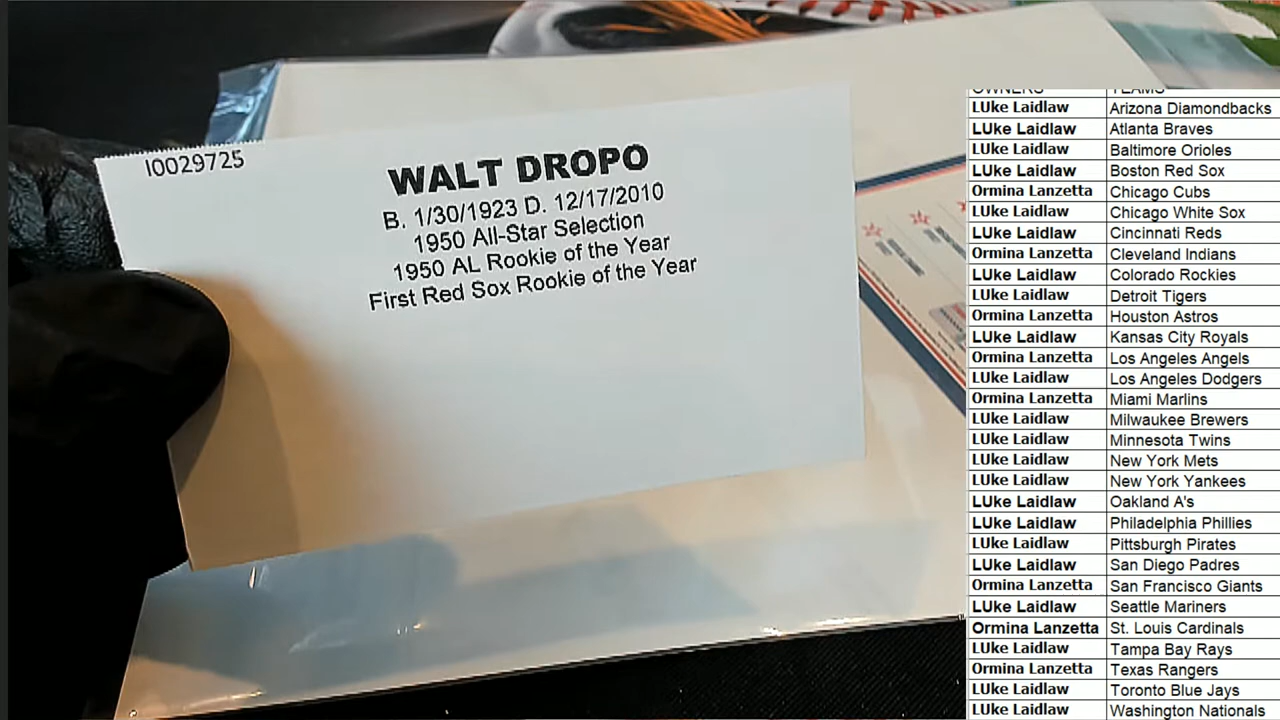 I0029725
WALT DROPO
B. 1/30/1923 D. 12/17/2010
1950 All-Star Selection
1950 AL Rookie of the Year
First Red Sox Rookie of the Year
OWNERS TEAMS
LUke Laidlaw Arizona Diamondbacks
LUke Laidlaw Atlanta Braves
LUke Laidlaw Baltimore Orioles
LUke Laidlaw Boston Red Sox
Ormina Lanzetta Chicago Cubs
LUke Laidlaw Chicago White Sox
LUke Laidlaw Cincinnati Reds
Ormina Lanzetta Cleveland Indians
LUke Laidlaw Colorado Rockies
LUke Laidlaw Detroit Tigers
Ormina Lanzetta Houston Astros
LUke Laidlaw Kansas City Royals
Ormina Lanzetta Los Angeles Angels
LUke Laidlaw Los Angeles Dodgers
Ormina Lanzetta Miami Marlins
LUke Laidlaw Milwaukee Brewers
LUke Laidlaw Minnesota Twins
LUke Laidlaw New York Mets
LUke Laidlaw New York Yankees
LUke Laidlaw Oakland A's
LUke Laidlaw Philadelphia Phillies
LUke Laidlaw Pittsburgh Pirates
LUke Laidlaw San Diego Padres
Ormina Lanzetta San Francisco Giants
LUke Laidlaw Seattle Mariners
Ormina Lanzetta St. Louis Cardinals
LUke Laidlaw Tampa Bay Rays
Ormina Lanzetta Texas Rangers
LUke Laidlaw Toronto Blue Jays
LUke Laidlaw Washington Nationals